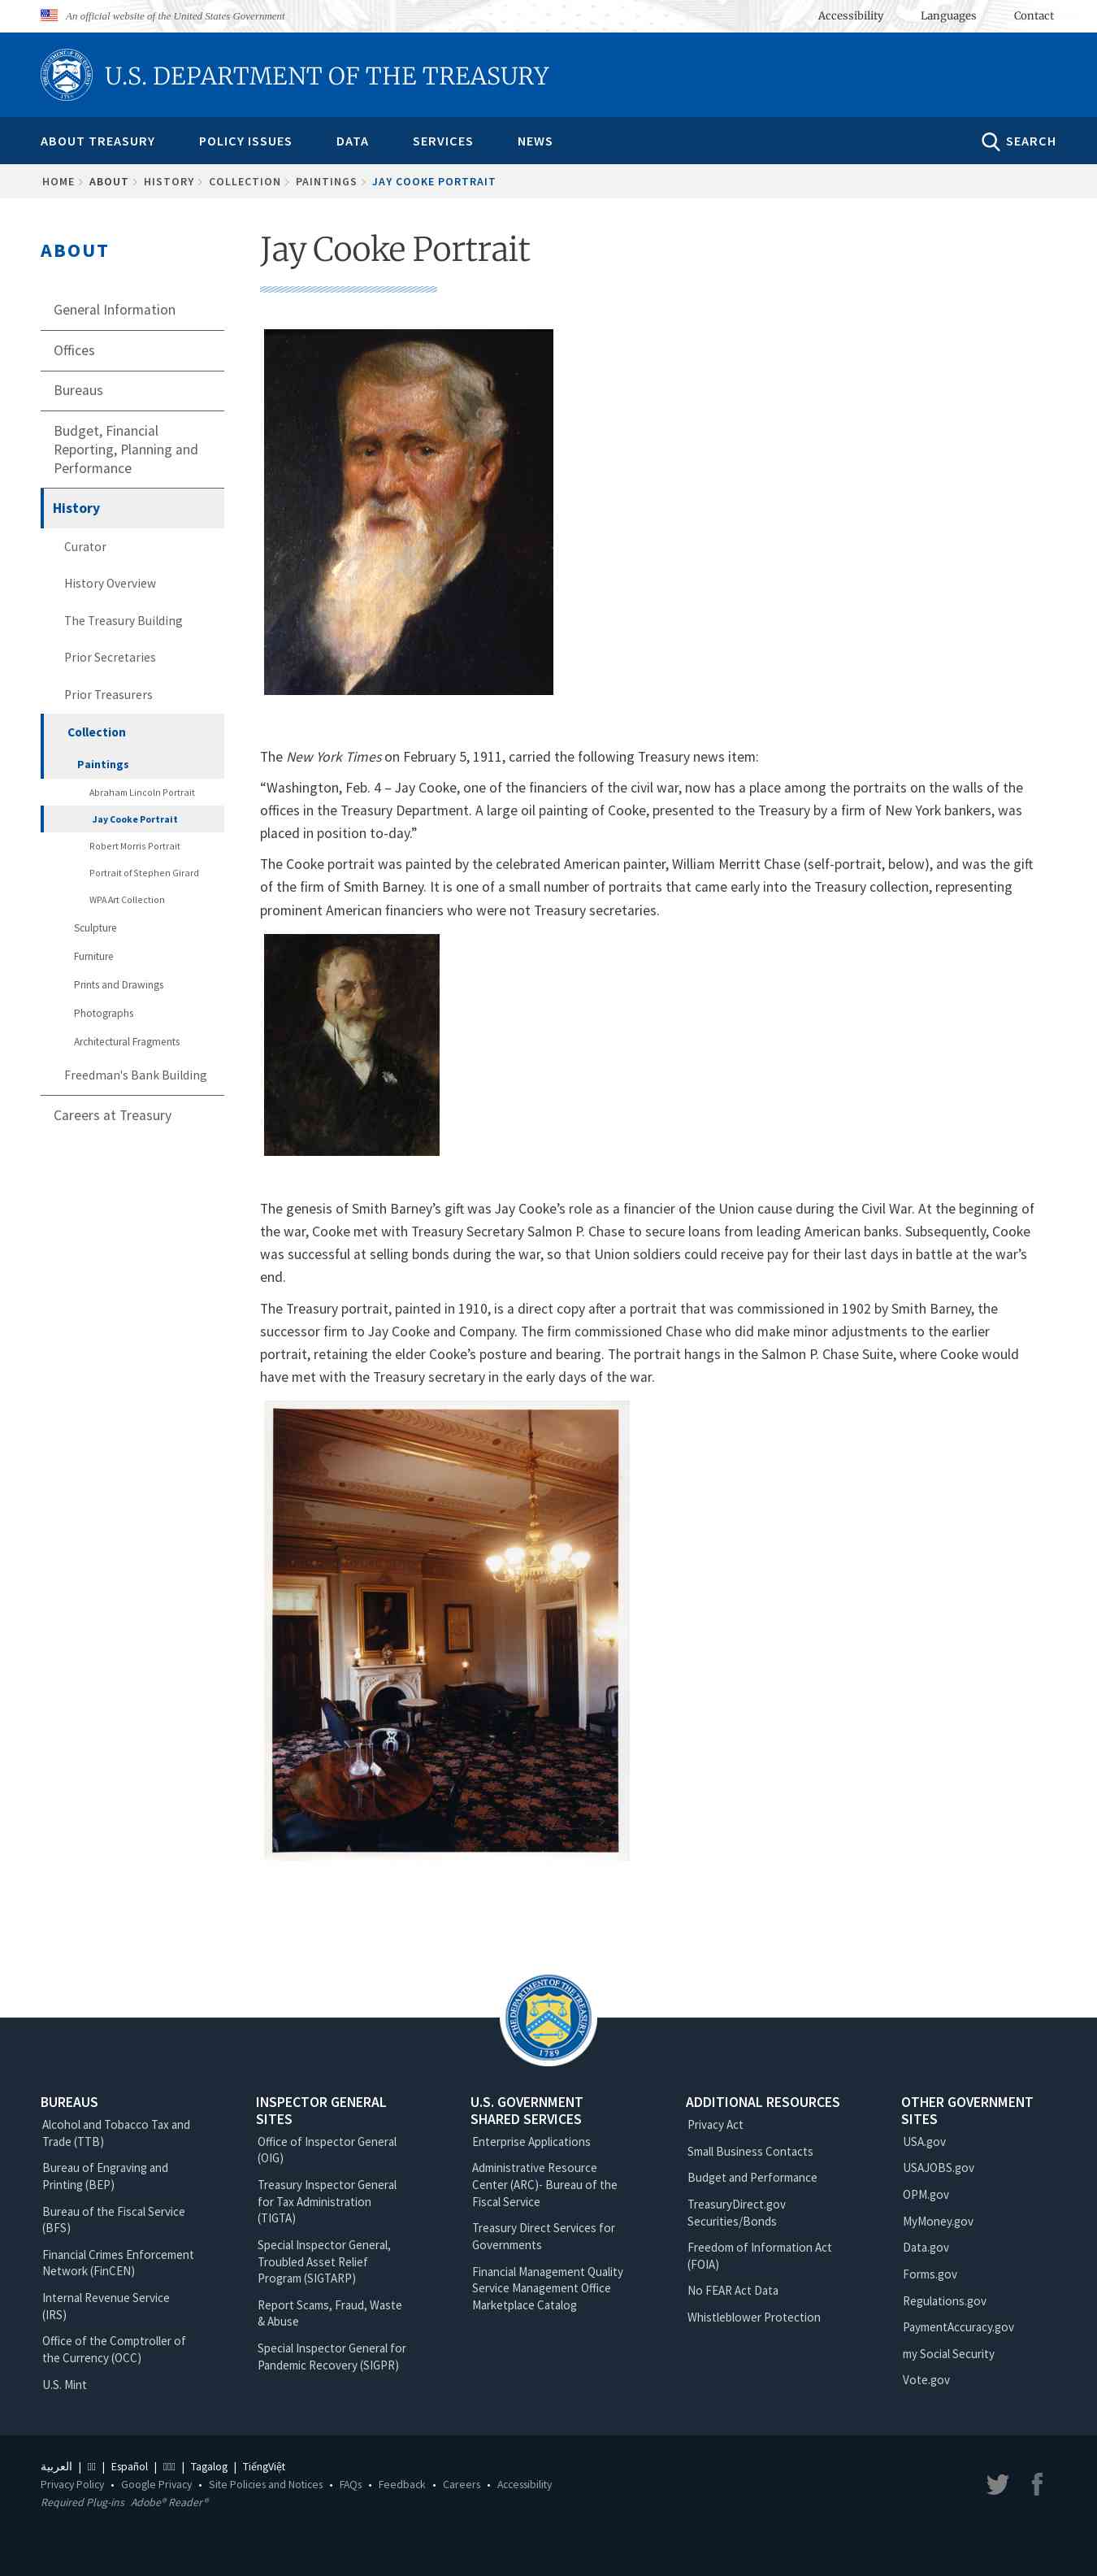 An official website of the United States Government
Accessibility Languages Contact
U.S. DEPARTMENT OF THE TREASURY
ABOUT TREASURY POLICY ISSUES DATA SERVICES NEWS SEARCH
HOME ABOUT HISTORY COLLECTION PAINTINGS JAY COOKE PORTRAIT
ABOUT
General Information
Offices
Bureaus
Budget, Financial
Reporting, Planning and
Performance
History
Curator
History Overview
The Treasury Building
Prior Secretaries
Prior Treasurers
Collection
Paintings
Abraham Lincoln Portrait
Jay Cooke Portrait
Robert Morris Portrait
Portrait of Stephen Girard
WPA Art Collection
Sculpture
Furniture
Prints and Drawings
Photographs
Architectural Fragments
Freedman's Bank Building
Careers at Treasury
Jay Cooke Portrait
The New York Times on February 5, 1911, carried the following Treasury news item:
“Washington, Feb. 4 – Jay Cooke, one of the financiers of the civil war, now has a place among the portraits on the walls of the
offices in the Treasury Department. A large oil painting of Cooke, presented to the Treasury by a firm of New York bankers, was
placed in position to-day.”
The Cooke portrait was painted by the celebrated American painter, William Merritt Chase (self-portrait, below), and was the gift
of the firm of Smith Barney. It is one of a small number of portraits that came early into the Treasury collection, representing
prominent American financiers who were not Treasury secretaries.
The genesis of Smith Barney’s gift was Jay Cooke’s role as a financier of the Union cause during the Civil War. At the beginning of
the war, Cooke met with Treasury Secretary Salmon P. Chase to secure loans from leading American banks. Subsequently, Cooke
was successful at selling bonds during the war, so that Union soldiers could receive pay for their last days in battle at the war’s
end.
The Treasury portrait, painted in 1910, is a direct copy after a portrait that was commissioned in 1902 by Smith Barney, the
successor firm to Jay Cooke and Company. The firm commissioned Chase who did make minor adjustments to the earlier
portrait, retaining the elder Cooke’s posture and bearing. The portrait hangs in the Salmon P. Chase Suite, where Cooke would
have met with the Treasury secretary in the early days of the war.
THE DEPARTMENT OF THE TREASURY
1789
BUREAUS
Alcohol and Tobacco Tax and
Trade (TTB)
Bureau of Engraving and
Printing (BEP)
Bureau of the Fiscal Service
(BFS)
Financial Crimes Enforcement
Network (FinCEN)
Internal Revenue Service
(IRS)
Office of the Comptroller of
the Currency (OCC)
U.S. Mint
INSPECTOR GENERAL
SITES
Office of Inspector General
(OIG)
Treasury Inspector General
for Tax Administration
(TIGTA)
Special Inspector General,
Troubled Asset Relief
Program (SIGTARP)
Report Scams, Fraud, Waste
& Abuse
Special Inspector General for
Pandemic Recovery (SIGPR)
U.S. GOVERNMENT
SHARED SERVICES
Enterprise Applications
Administrative Resource
Center (ARC)- Bureau of the
Fiscal Service
Treasury Direct Services for
Governments
Financial Management Quality
Service Management Office
Marketplace Catalog
ADDITIONAL RESOURCES
Privacy Act
Small Business Contacts
Budget and Performance
TreasuryDirect.gov
Securities/Bonds
Freedom of Information Act
(FOIA)
No FEAR Act Data
Whistleblower Protection
OTHER GOVERNMENT
SITES
USA.gov
USAJOBS.gov
OPM.gov
MyMoney.gov
Data.gov
Forms.gov
Regulations.gov
PaymentAccuracy.gov
my Social Security
Vote.gov
العربية | | Español | | Tagalog | TiếngViệt
Privacy Policy • Google Privacy • Site Policies and Notices • FAQs • Feedback • Careers • Accessibility
Required Plug-ins Adobe® Reader®